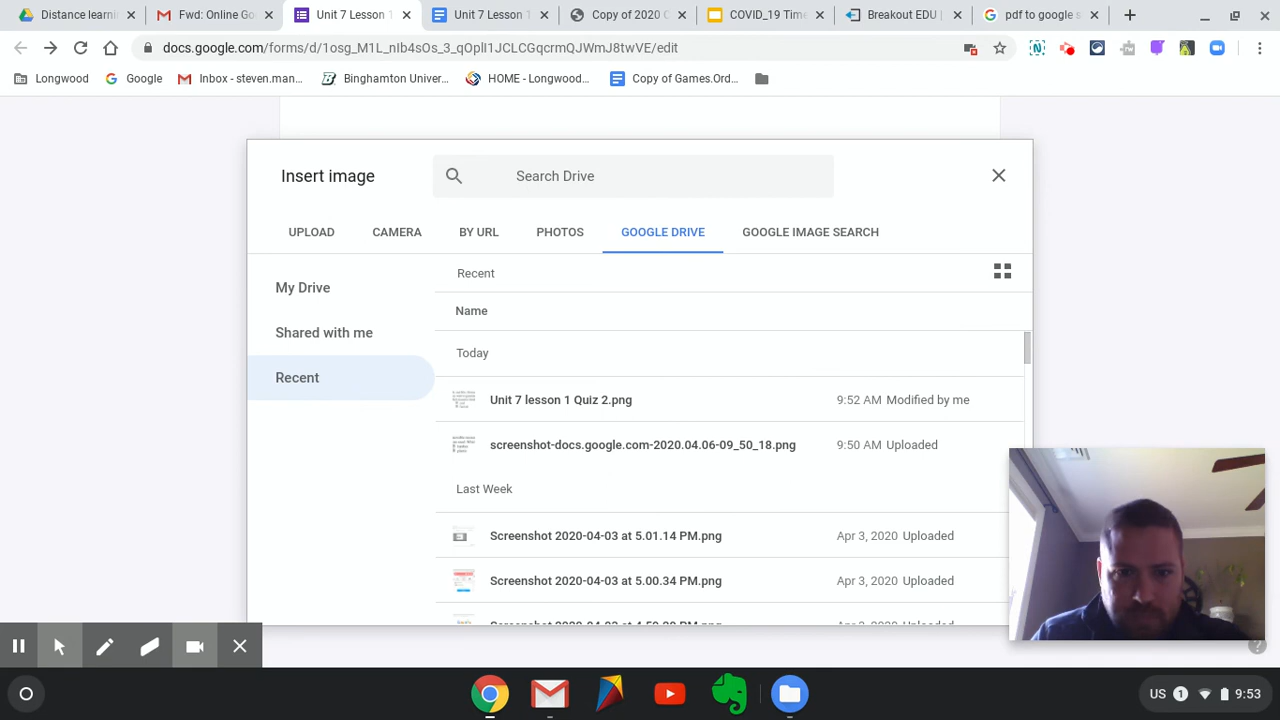 Distance learni
Fwd: Online Go
Unit 7 Lesson 1
Unit 7 Lesson 1
Copy of 2020 C
COVID_19 Time
Breakout EDU |
pdf to google s
docs.google.com/forms/d/1osg_M1L_nIb4sOs_3_qOplI1JCLCGqcrmQJWmJ8twVE/edit
Longwood
Google
Inbox - steven.man...
Binghamton Univer...
HOME - Longwood...
Copy of Games.Ord...
Insert image
Search Drive
UPLOAD
CAMERA
BY URL
PHOTOS
GOOGLE DRIVE
GOOGLE IMAGE SEARCH
My Drive
Shared with me
Recent
Recent
Name
Today
Unit 7 lesson 1 Quiz 2.png 9:52 AM Modified by me
screenshot-docs.google.com-2020.04.06-09_50_18.png 9:50 AM Uploaded
Last Week
Screenshot 2020-04-03 at 5.01.14 PM.png Apr 3, 2020 Uploaded
Screenshot 2020-04-03 at 5.00.34 PM.png Apr 3, 2020 Uploaded
US 1 9:53